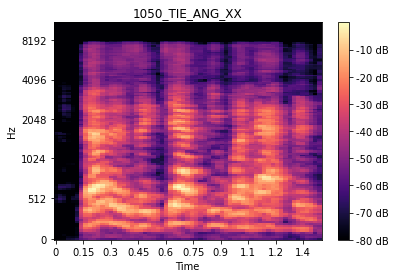 1050_TIE_ANG_XX
8192
4096
2048
1024
512
0
Hz
0 0.15 0.3 0.45 0.6 0.75 0.9 1.1 1.2 1.4
Time
-10 dB
-20 dB
-30 dB
-40 dB
-50 dB
-60 dB
-70 dB
-80 dB